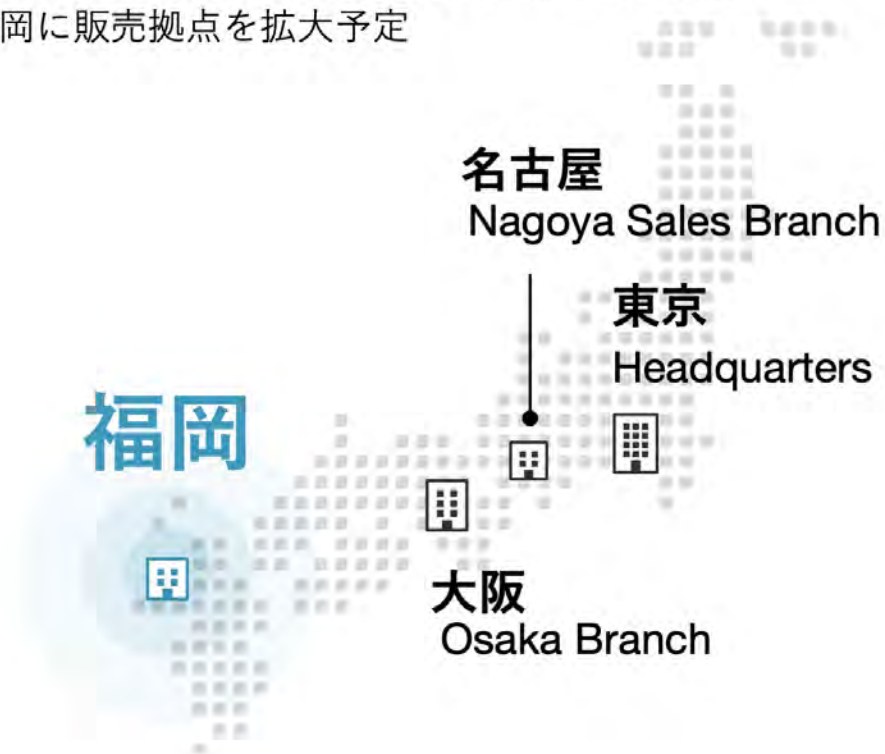 岡に販売拠点を拡大予定
名古屋
Nagoya Sales Branch
東京
Headquarters
福岡
大阪
Osaka Branch